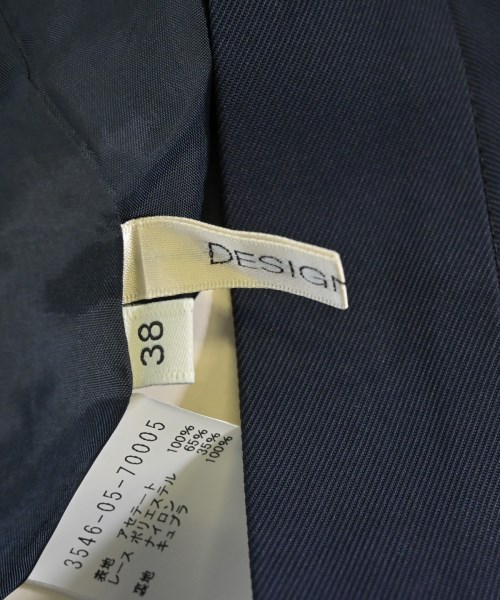 DESIGN
38
3546-05-70005
表地 アセテート 100%
レース ポリエステル 65%
ナイロン 35%
裏地 キュプラ 100%